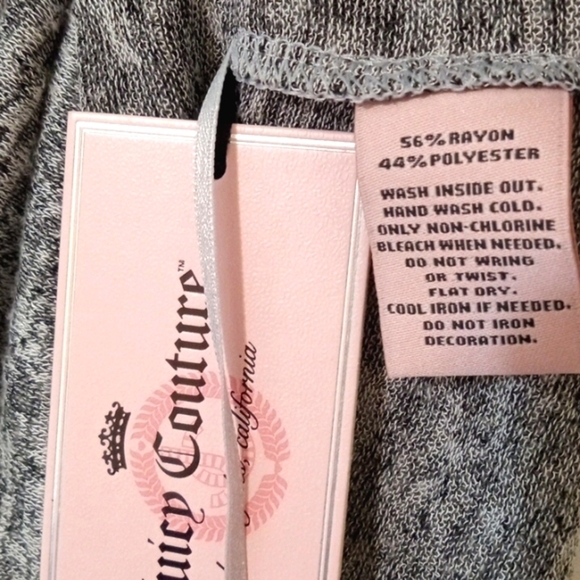 Juicy Couture™
california
56% RAYON
44% POLYESTER
WASH INSIDE OUT.
HAND WASH COLD.
ONLY NON-CHLORINE
BLEACH WHEN NEEDED.
DO NOT WRING
OR TWIST.
FLAT DRY.
COOL IRON IF NEEDED.
DO NOT IRON
DECORATION.